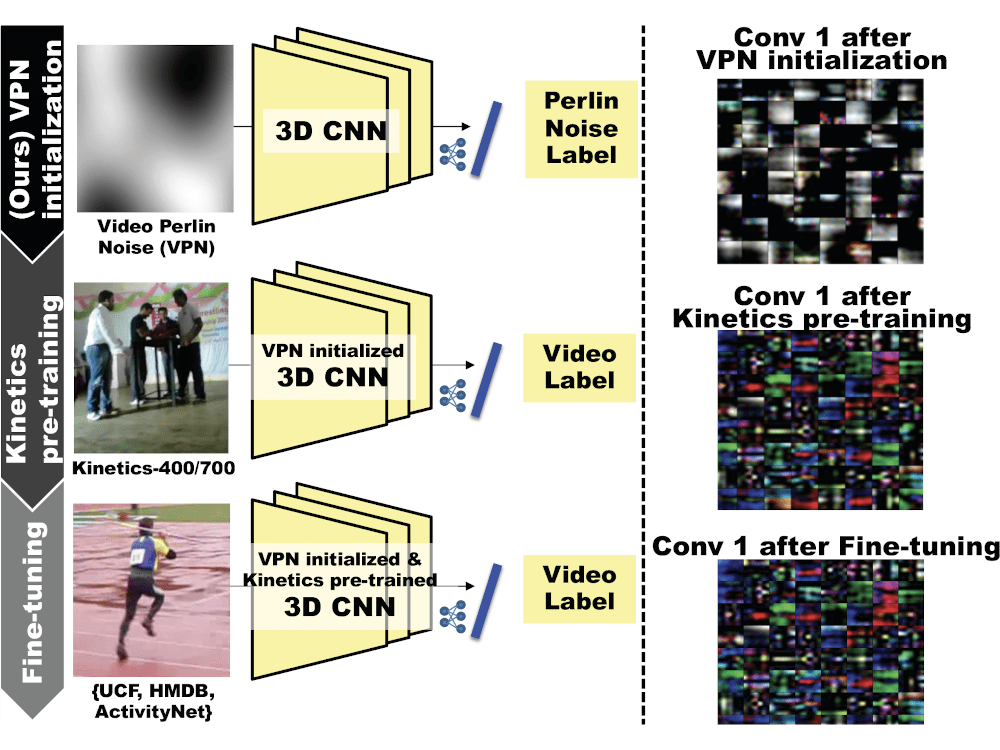 (Ours) VPN
initialization
Video Perlin
Noise (VPN)
3D CNN
Perlin
Noise
Label
Conv 1 after
VPN initialization
Kinetics
pre-training
Kinetics-400/700
VPN initialized
3D CNN
Video
Label
Conv 1 after
Kinetics pre-training
Fine-tuning
{UCF, HMDB,
ActivityNet}
VPN initialized &
Kinetics pre-trained
3D CNN
Video
Label
Conv 1 after Fine-tuning